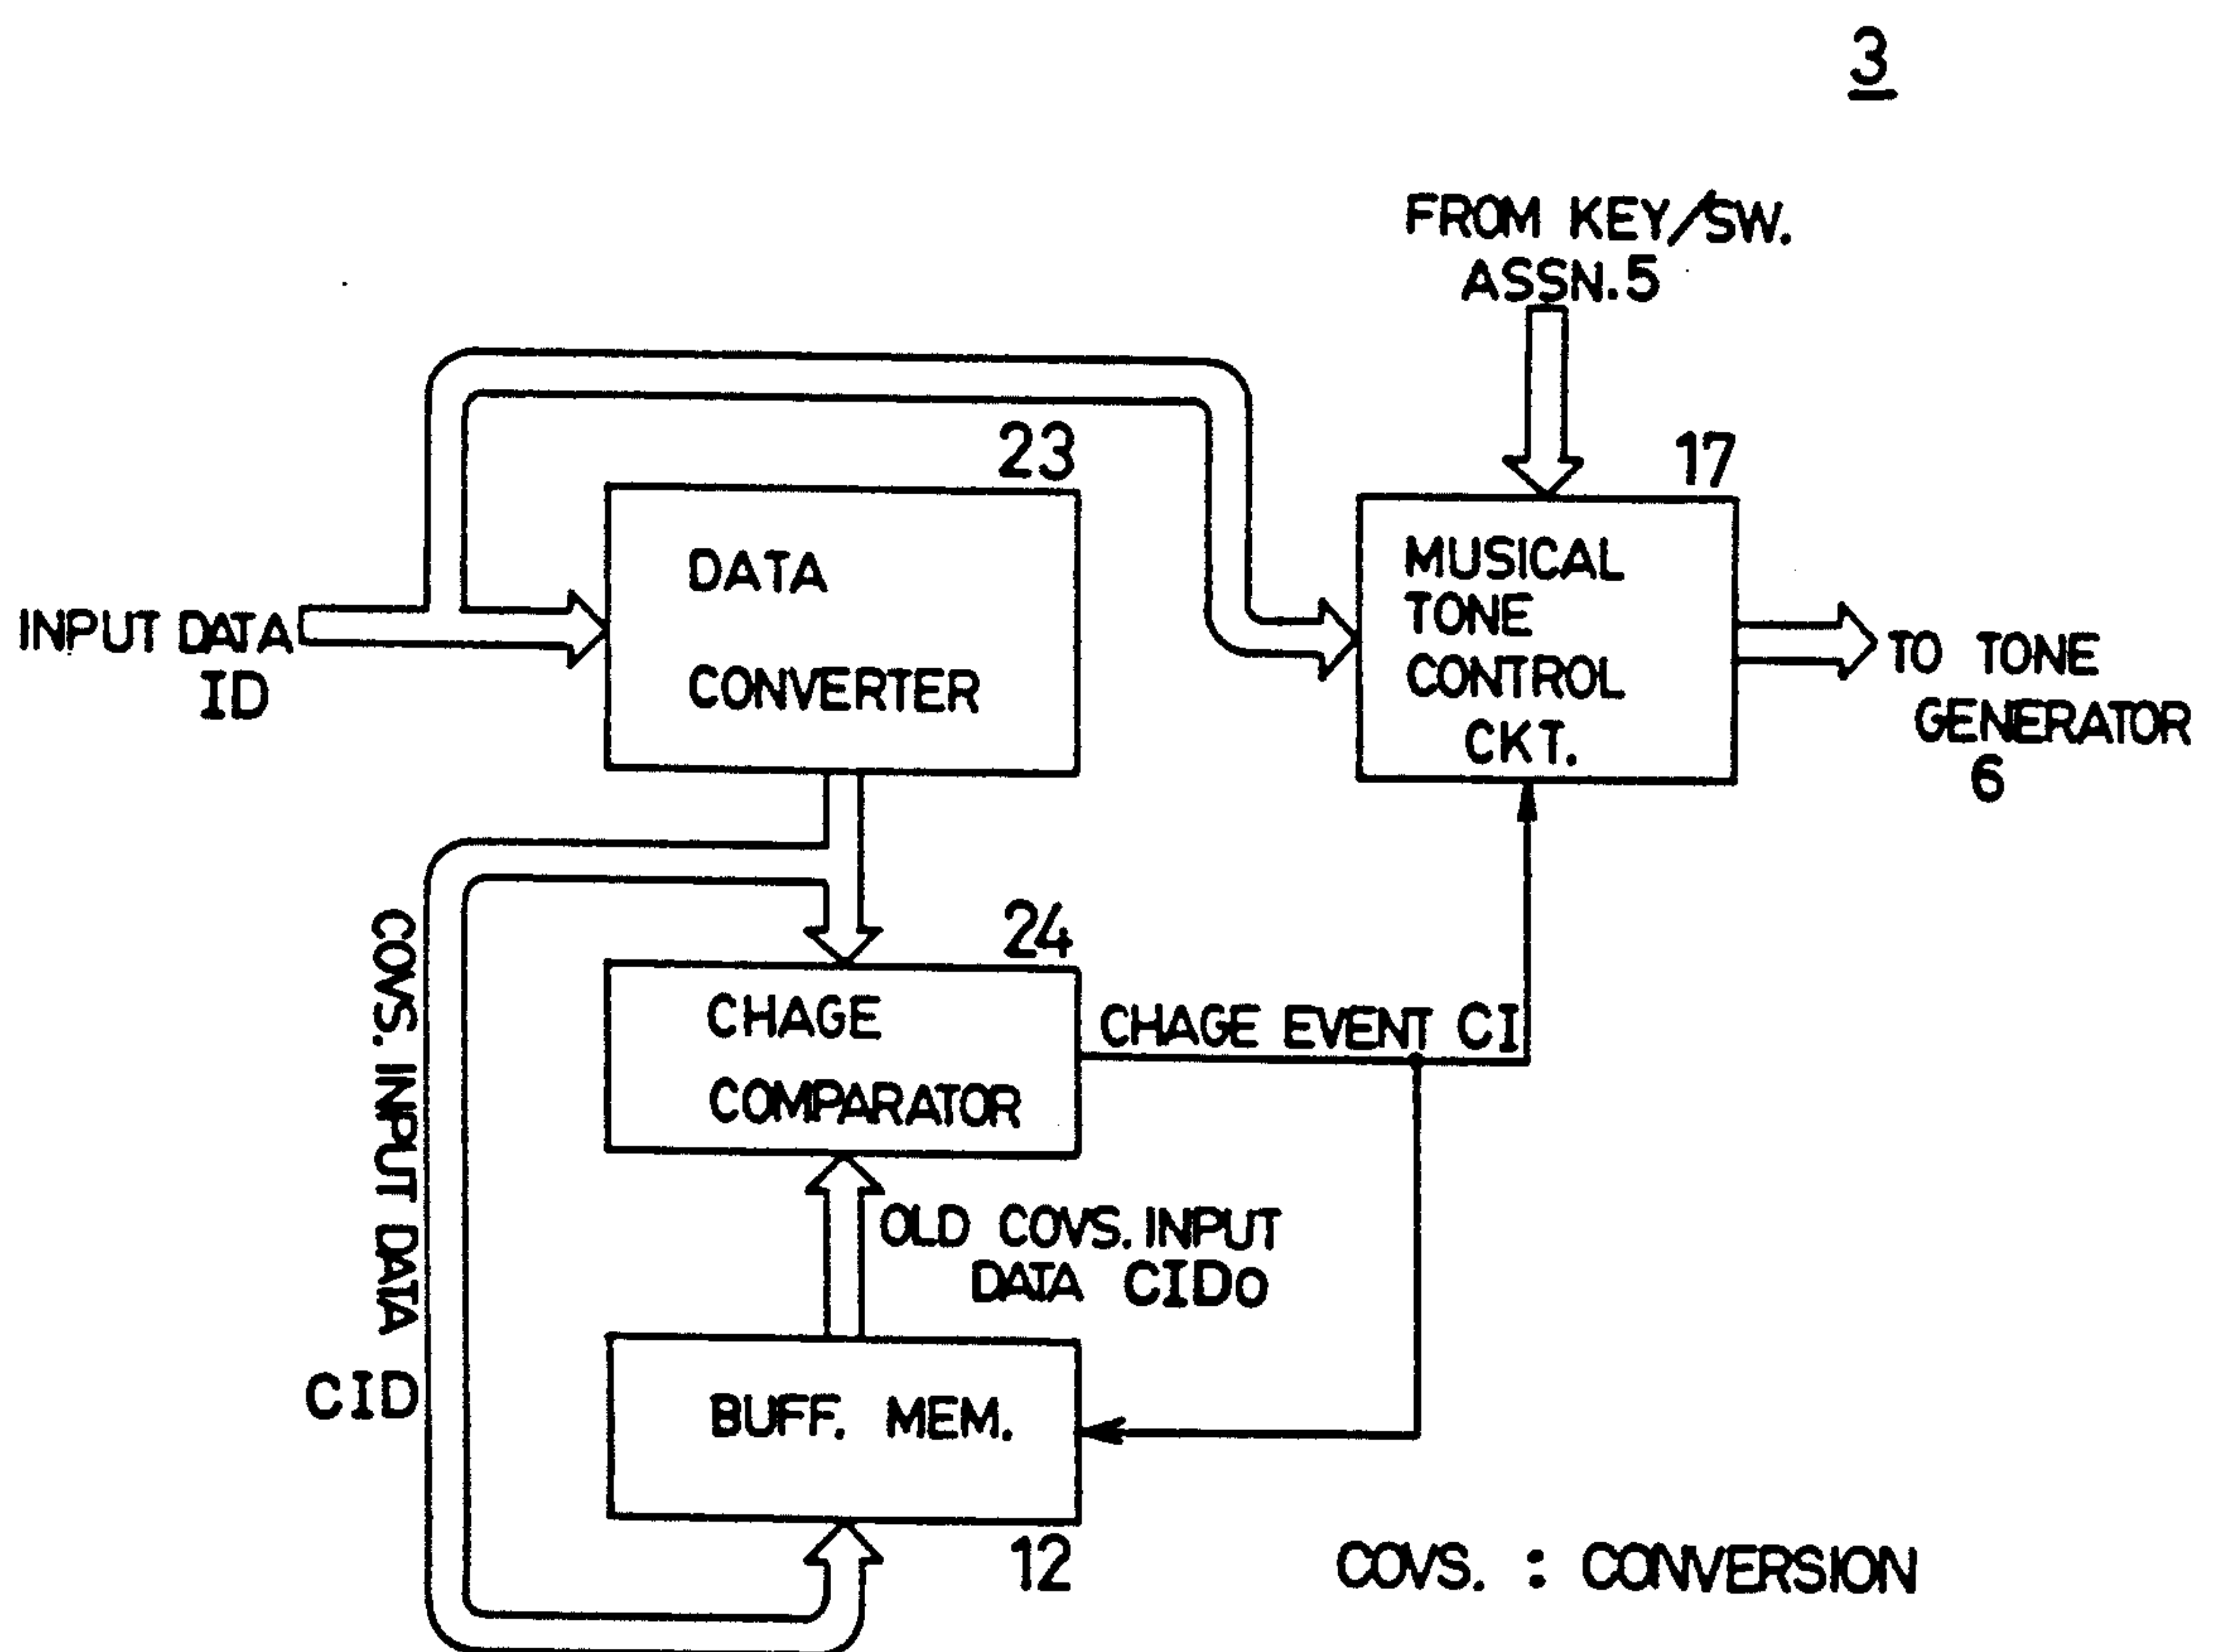 3
FROM KEY/SW.
ASSN.5
23
17
DATA
CONVERTER
MUSICAL
TONE
CONTROL
CKT.
INPUT DATA
ID
TO TONE
GENERATOR
6
24
CHAGE
COMPARATOR
CHAGE EVENT CI
COVS. INPUT DATA
CID
OLD COVS. INPUT
DATA CIDo
BUFF. MEM.
12
COVS. : CONVERSION